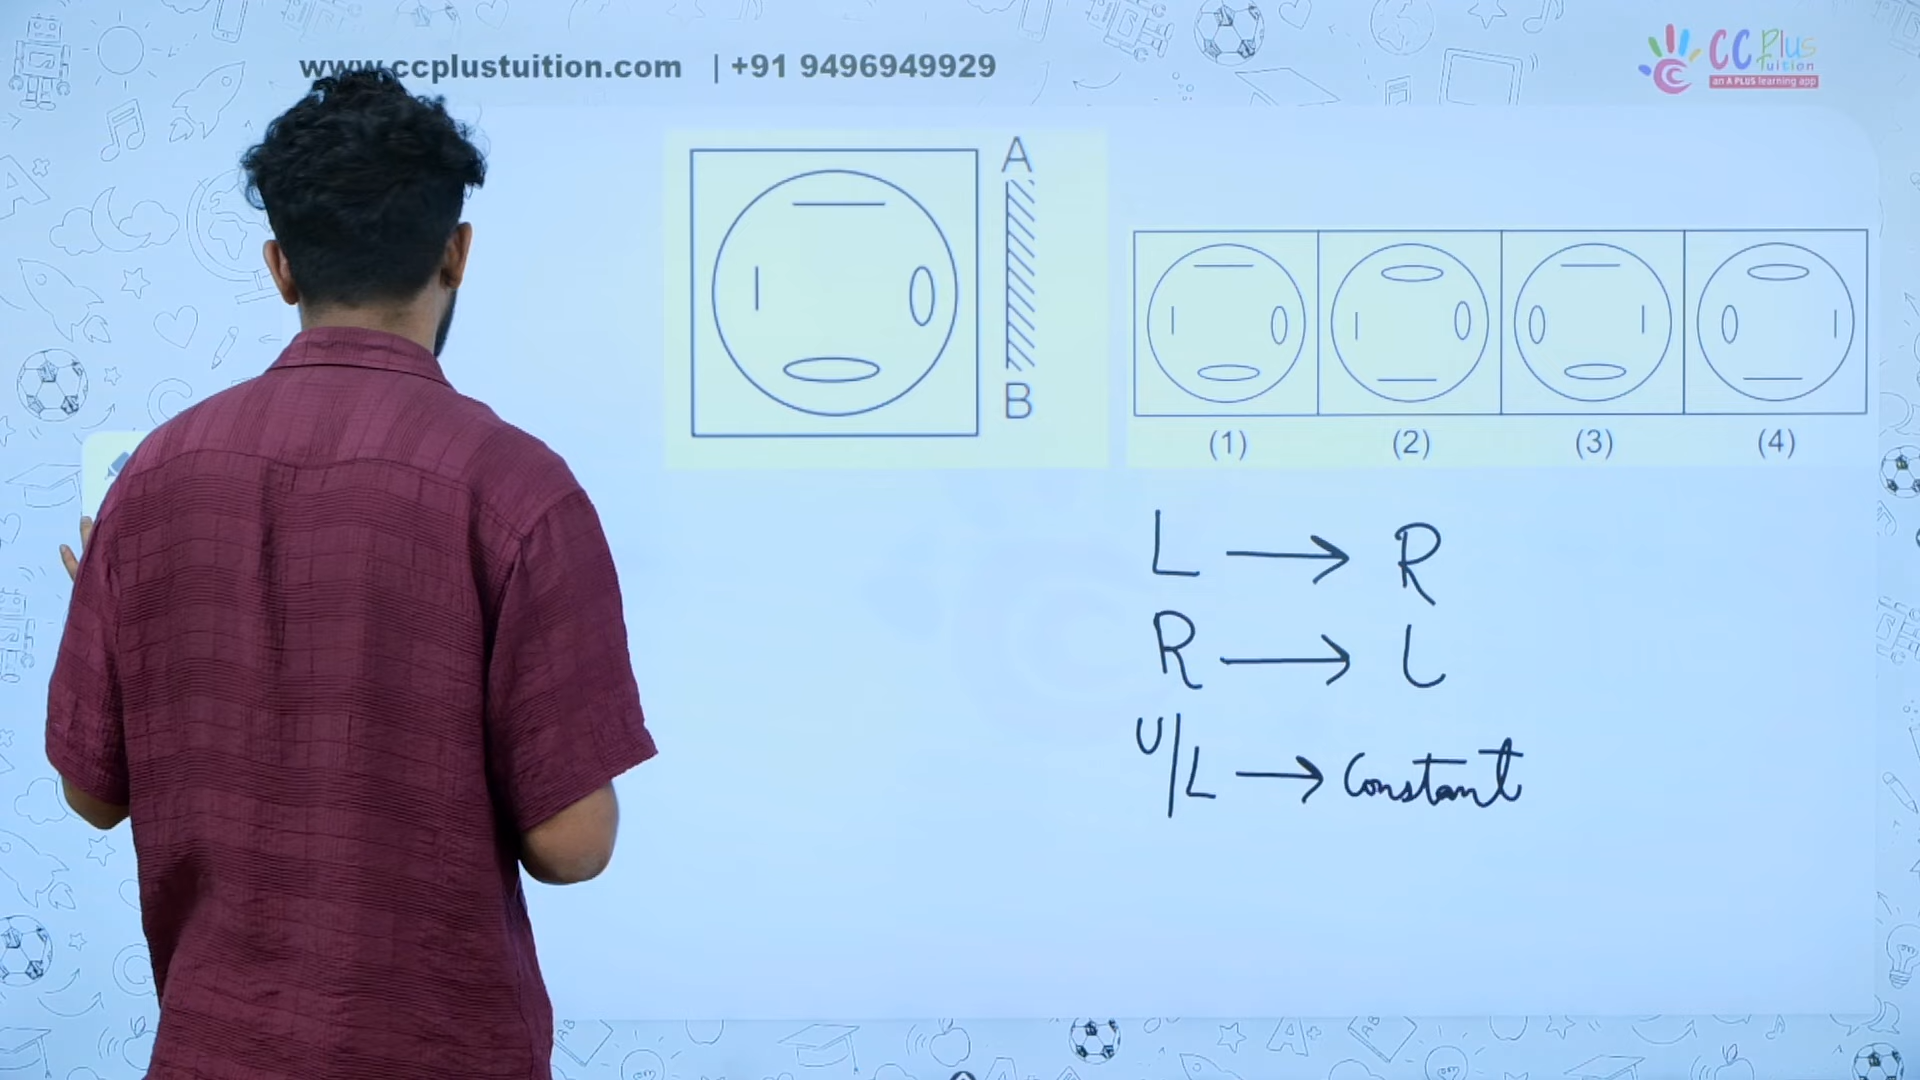 www.ccplustuition.com | +91 9496949929
CC Plus
Tuition
an A PLUS learning app
A
B
(1) (2) (3) (4)
L → R
R → L
U/L → Constant